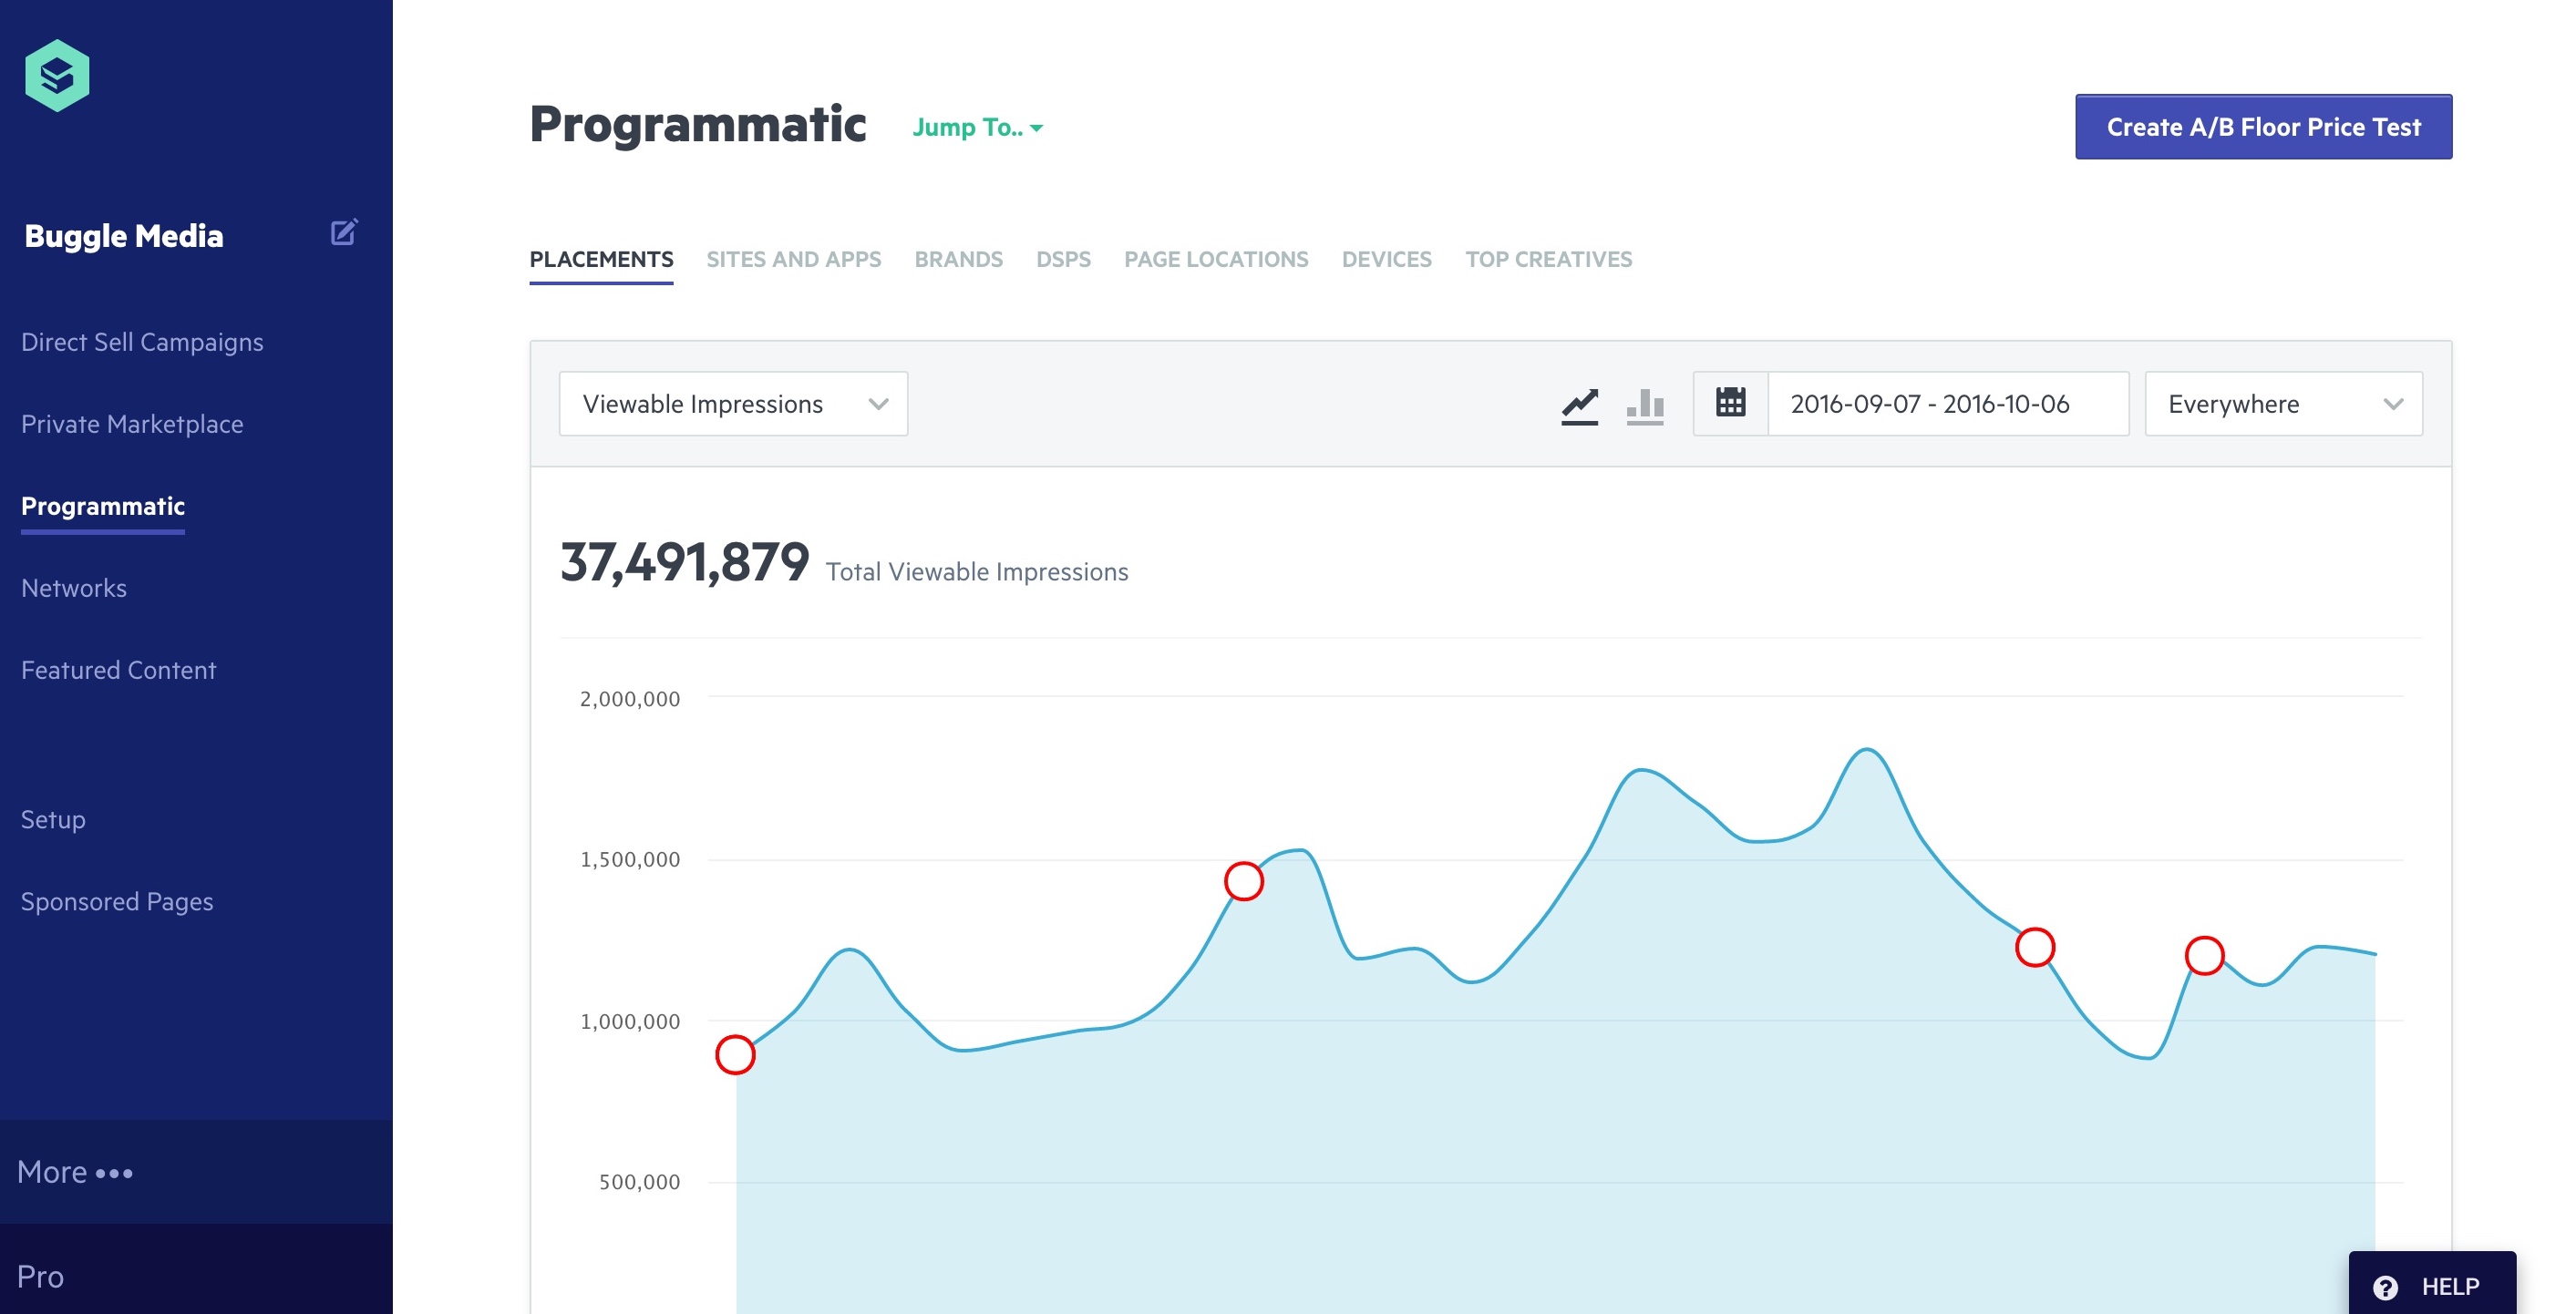 Buggle Media
Direct Sell Campaigns
Private Marketplace
Programmatic
Networks
Featured Content
Setup
Sponsored Pages
More •••
Pro
Programmatic Jump To..
Create A/B Floor Price Test
PLACEMENTS SITES AND APPS BRANDS DSPS PAGE LOCATIONS DEVICES TOP CREATIVES
Viewable Impressions 2016-09-07 - 2016-10-06 Everywhere
37,491,879 Total Viewable Impressions
2,000,000
1,500,000
1,000,000
500,000
? HELP